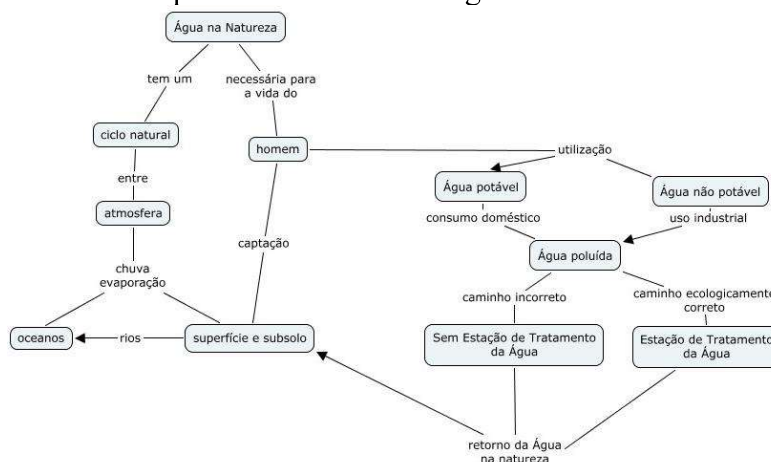 Água na Natureza
tem um
necessária para
a vida do
ciclo natural
homem
utilização
entre
Água potável
Água não potável
atmosfera
consumo doméstico
uso industrial
captação
Água poluída
chuva
evaporação
caminho incorreto
caminho ecologicamente
correto
oceanos
rios
superfície e subsolo
Sem Estação de Tratamento
da Água
Estação de Tratamento
da Água
retorno da Água
na natureza